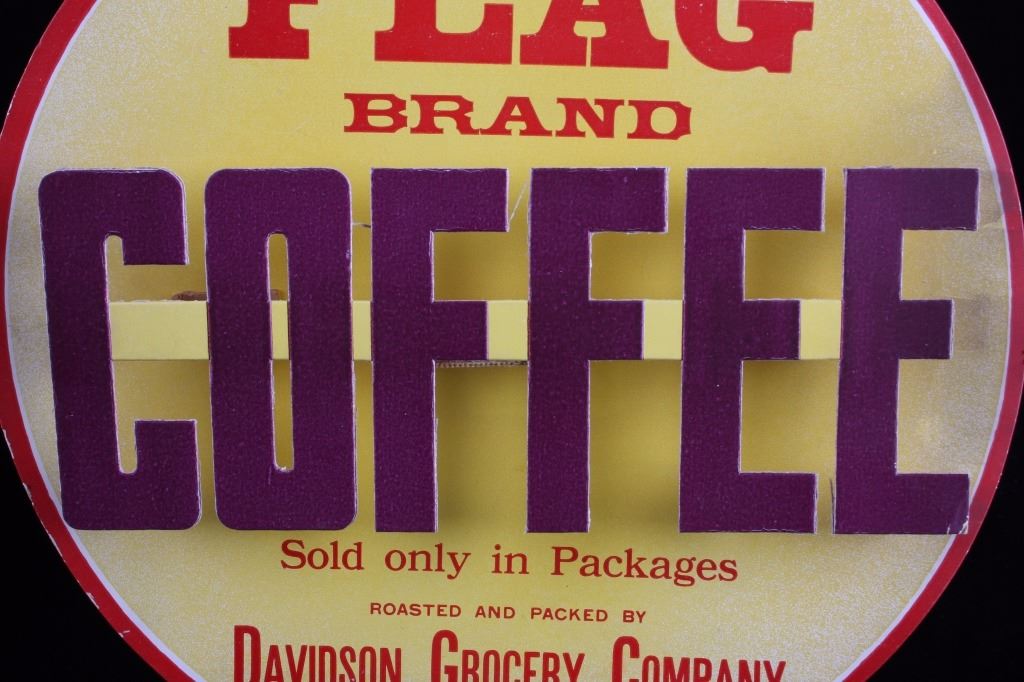 FLAG
BRAND
COFFEE
Sold only in Packages
ROASTED AND PACKED BY
DAVIDSON GROCERY COMPANY